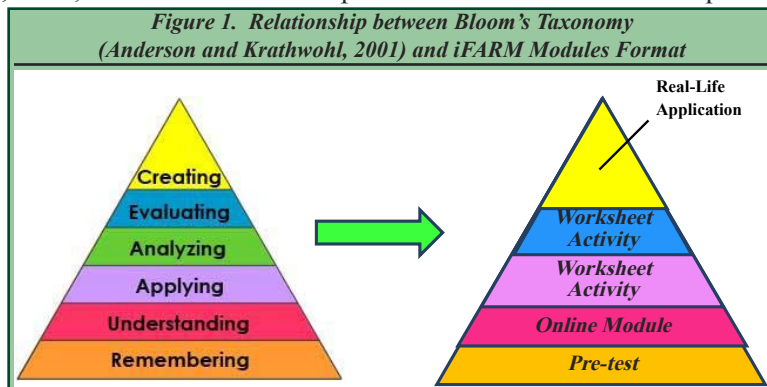 Figure 1. Relationship between Bloom's Taxonomy
(Anderson and Krathwohl, 2001) and iFARM Modules Format
Real-Life
Application
Creating
Evaluating
Analyzing
Applying
Understanding
Remembering
Worksheet
Activity
Worksheet
Activity
Online Module
Pre-test